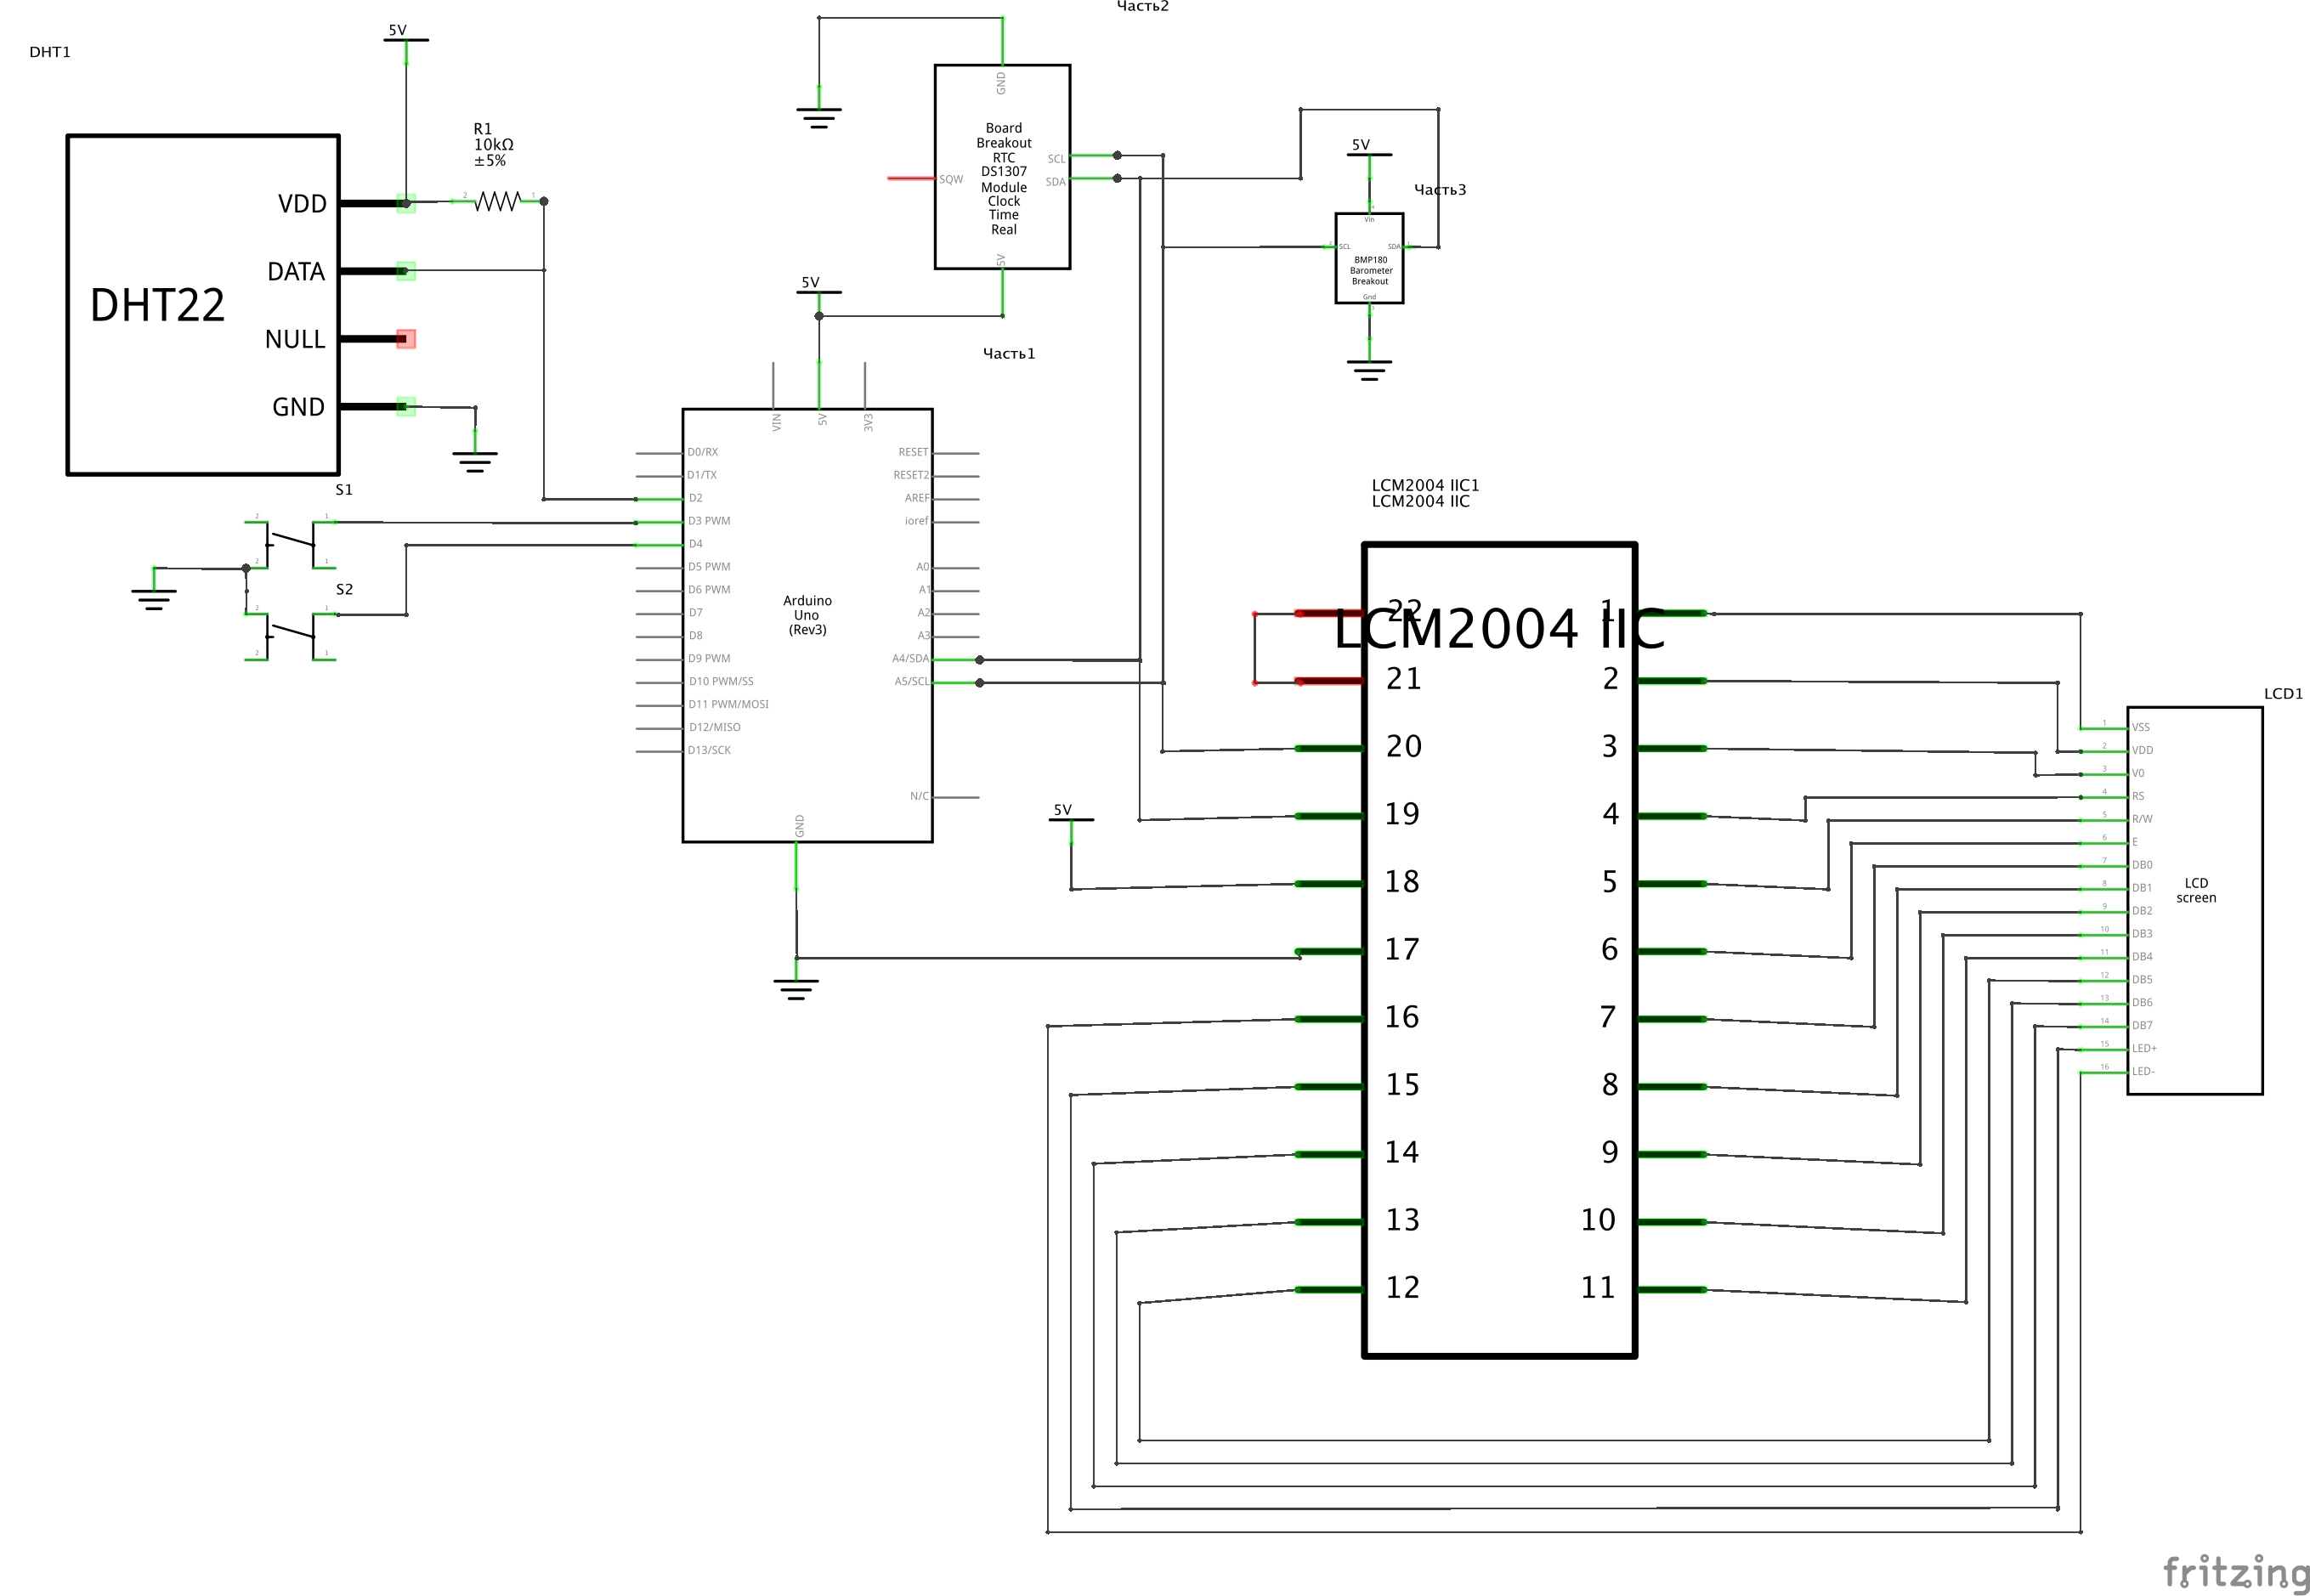 Часть2
5V
DHT1
R1
10kΩ
±5%
2
1
VDD
DATA
DHT22
NULL
GND
GND
SQW
Board
Breakout
RTC
DS1307
Module
Clock
Time
Real
SCL
SDA
5V
5V
Часть3
Vin
SCL
SDA
BMP180
Barometer
Breakout
Gnd
5V
Часть1
VIN
5V
3V3
D0/RX
D1/TX
D2
D3 PWM
D4
D5 PWM
D6 PWM
D7
D8
D9 PWM
D10 PWM/SS
D11 PWM/MOSI
D12/MISO
D13/SCK
Arduino
Uno
(Rev3)
RESET
RESET2
AREF
ioref
A0
A1
A2
A3
A4/SDA
A5/SCL
N/C
GND
S1
2
1
2
1
S2
2
1
2
1
5V
LCM2004 IIC1
LCM2004 IIC
LCM2004 IIC
22
21
20
19
18
17
16
15
14
13
12
1
2
3
4
5
6
7
8
9
10
11
LCD1
1 VSS
2 VDD
3 V0
4 RS
5 R/W
6 E
7 DB0
8 DB1
9 DB2
10 DB3
11 DB4
12 DB5
13 DB6
14 DB7
15 LED+
16 LED-
LCD
screen
fritzing